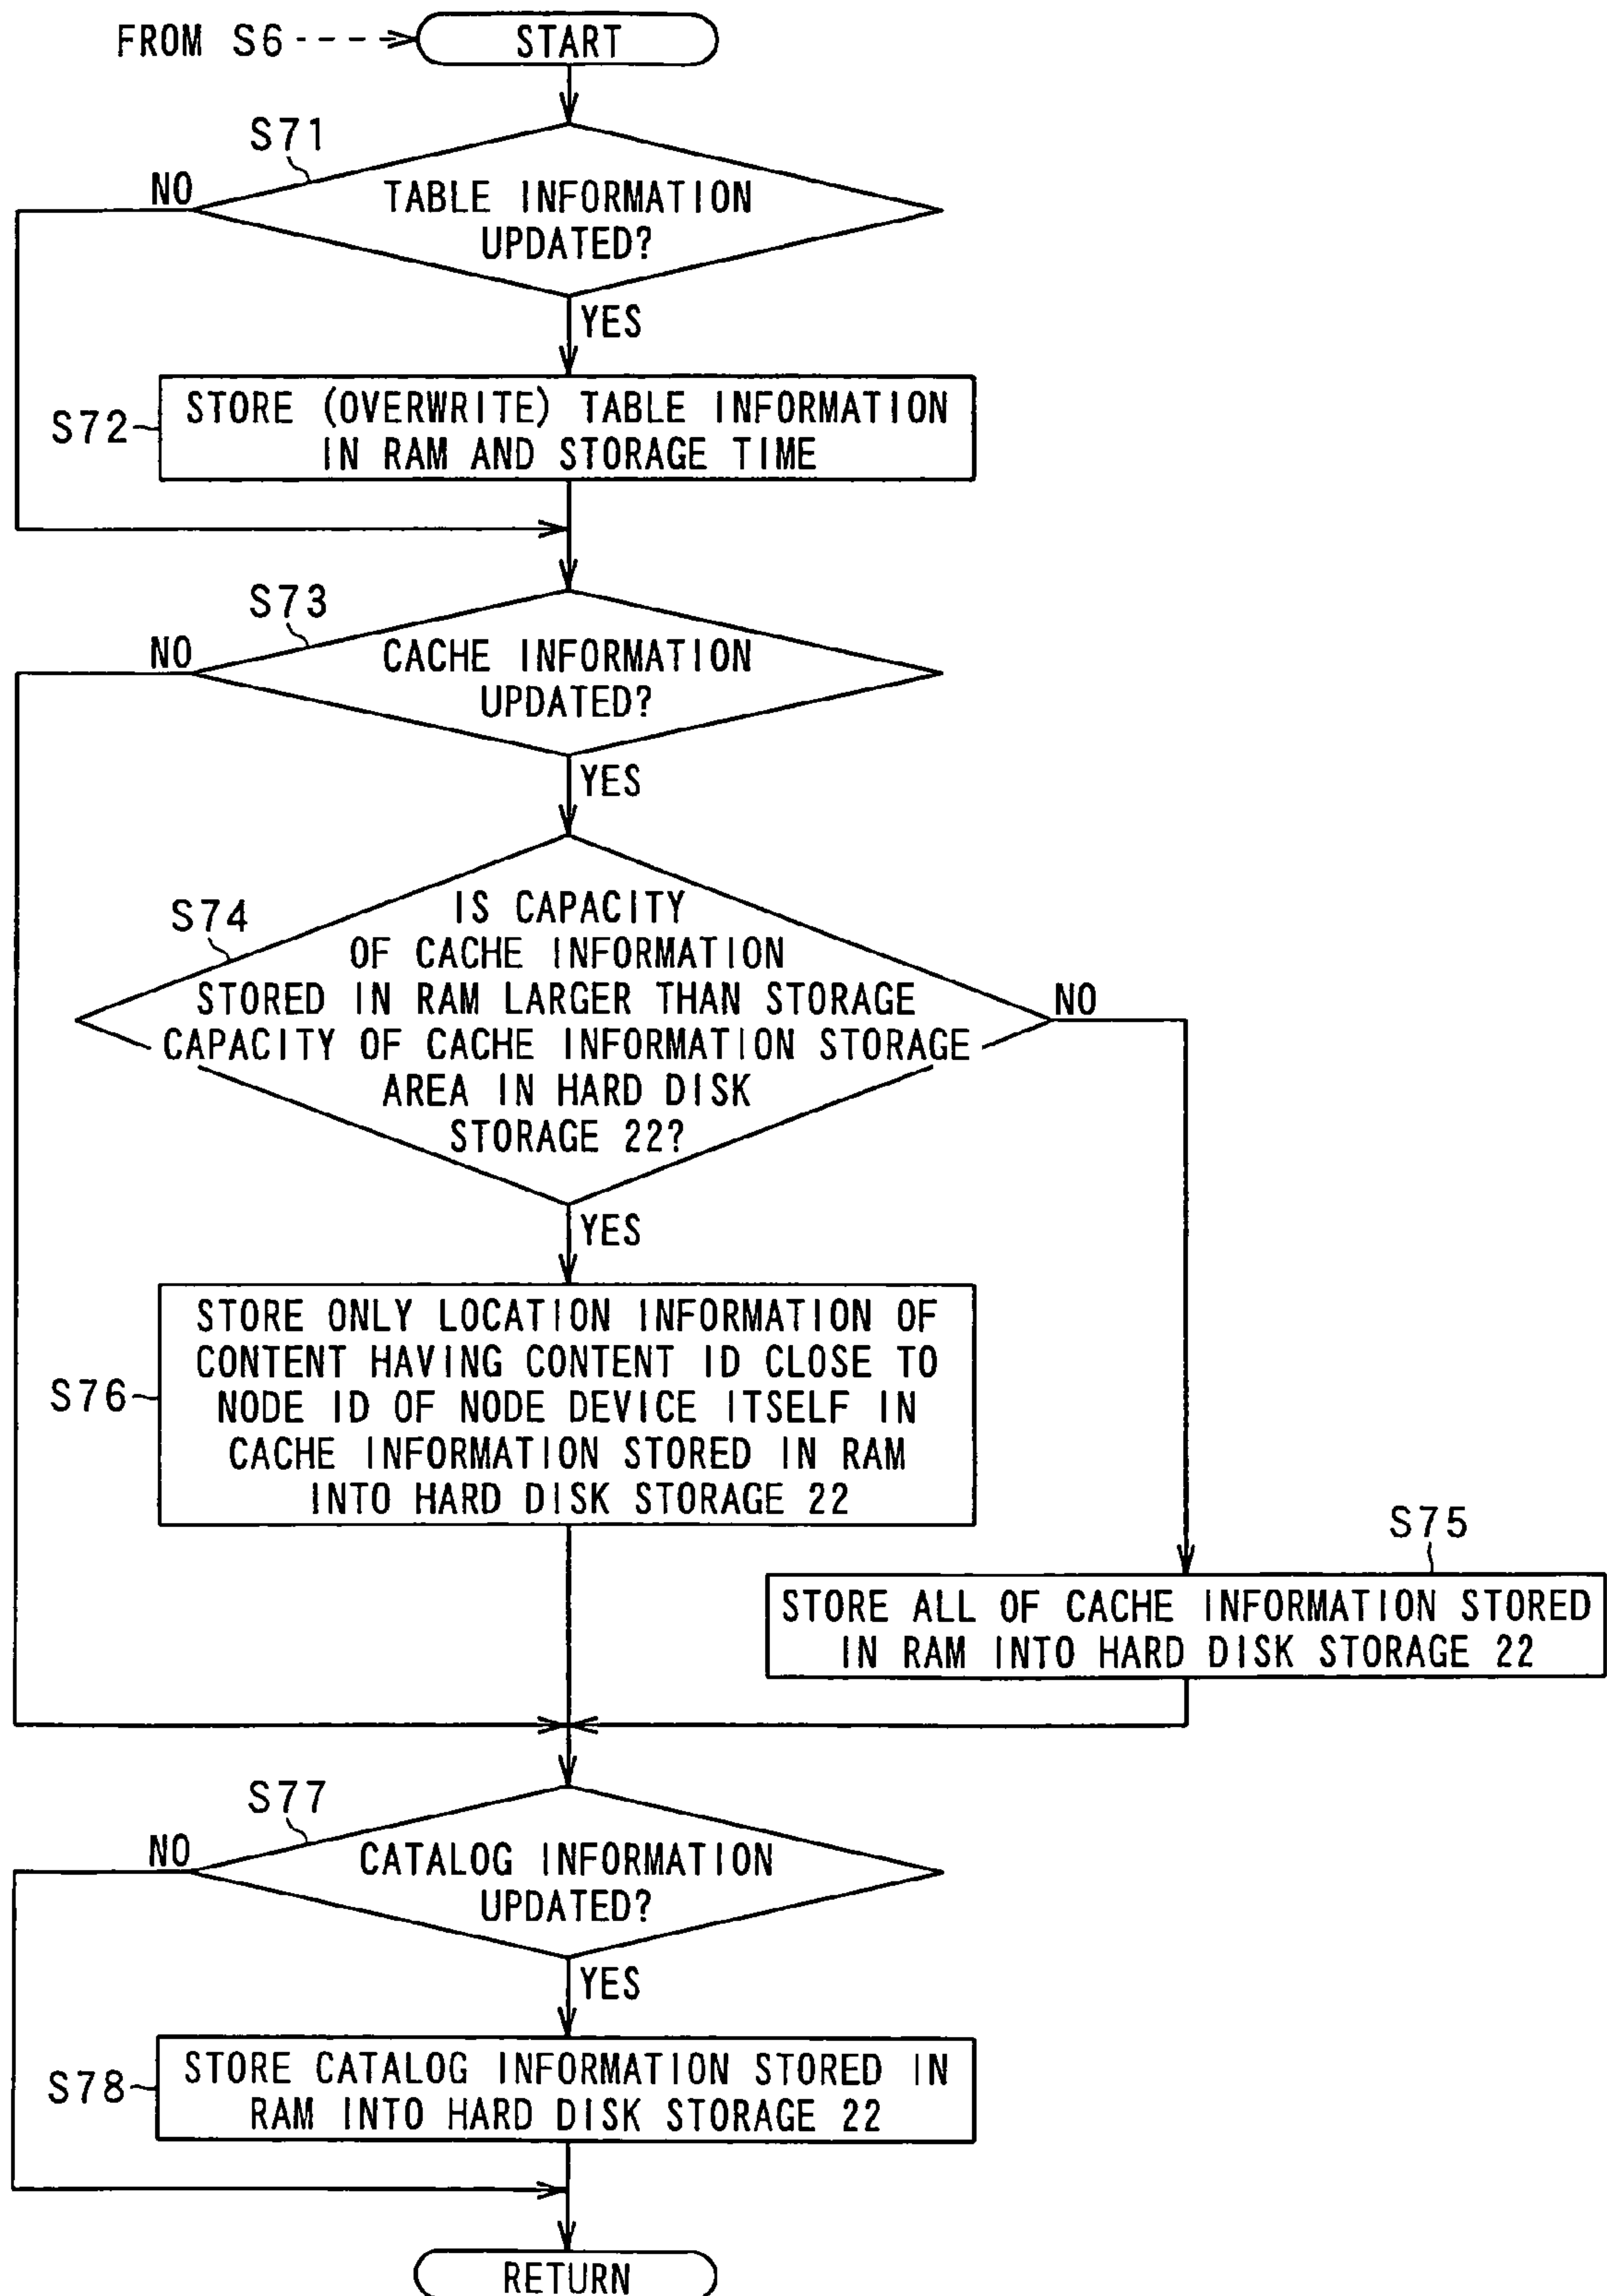 FROM S6
START
S71
NO
TABLE INFORMATION
UPDATED?
YES
S72
STORE (OVERWRITE) TABLE INFORMATION
IN RAM AND STORAGE TIME
S73
NO
CACHE INFORMATION
UPDATED?
YES
S74
IS CAPACITY
OF CACHE INFORMATION
STORED IN RAM LARGER THAN STORAGE
CAPACITY OF CACHE INFORMATION STORAGE
AREA IN HARD DISK
STORAGE 22?
NO
YES
S76
STORE ONLY LOCATION INFORMATION OF
CONTENT HAVING CONTENT ID CLOSE TO
NODE ID OF NODE DEVICE ITSELF IN
CACHE INFORMATION STORED IN RAM
INTO HARD DISK STORAGE 22
S75
STORE ALL OF CACHE INFORMATION STORED
IN RAM INTO HARD DISK STORAGE 22
S77
NO
CATALOG INFORMATION
UPDATED?
YES
S78
STORE CATALOG INFORMATION STORED IN
RAM INTO HARD DISK STORAGE 22
RETURN